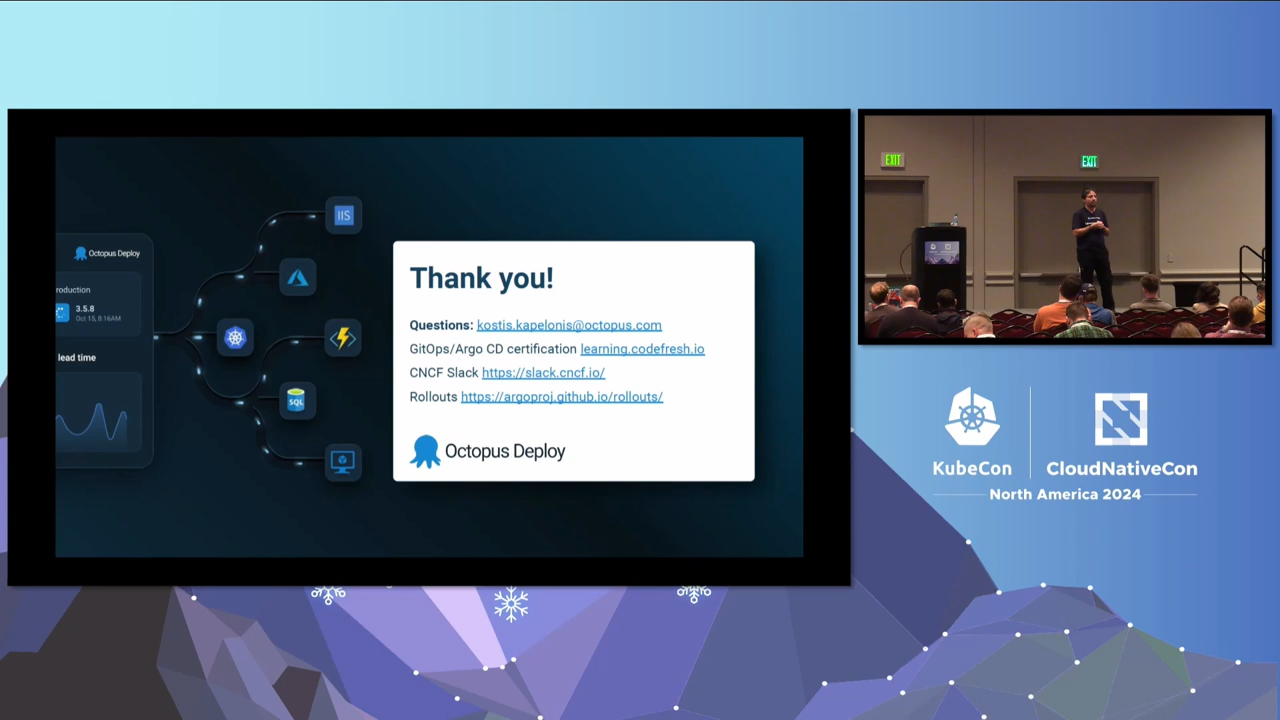 IIS
Octopus Deploy
roduction
3.5.8
Oct 15, 8:16AM
lead time
SQL
Thank you!
Questions: kostis.kapelonis@octopus.com
GitOps/Argo CD certification learning.codefresh.io
CNCF Slack https://slack.cncf.io/
Rollouts https://argoproj.github.io/rollouts/
Octopus Deploy
EXIT
EXIT
KubeCon
CloudNativeCon
North America 2024